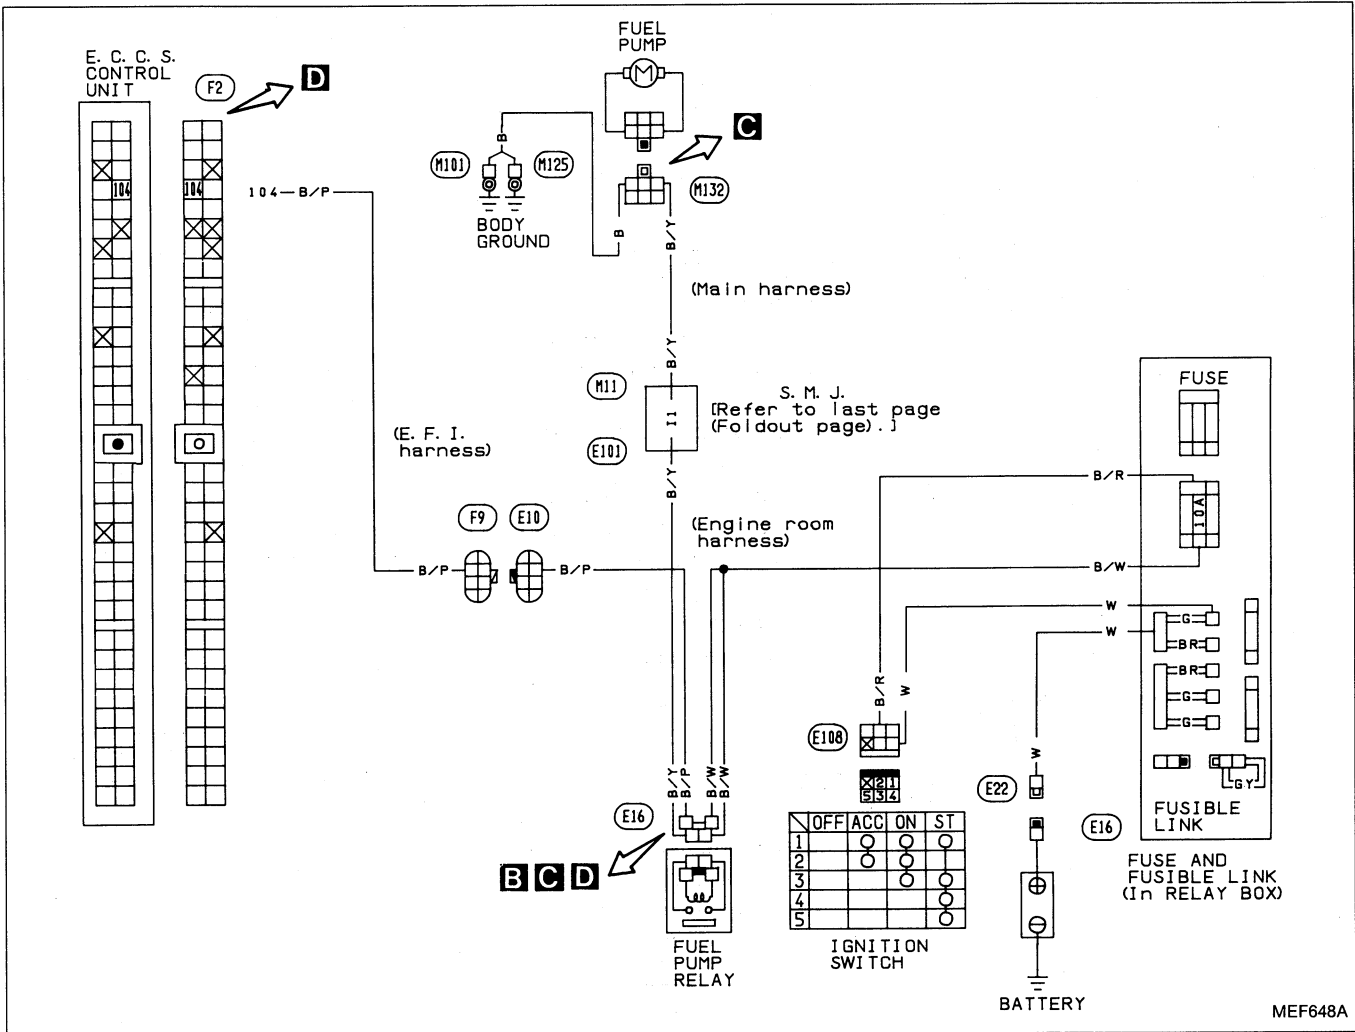 E. C. C. S.
CONTROL
UNIT
F2
D
FUEL
PUMP
M
C
B
M101
M125
M132
BODY
GROUND
B
B/Y
104
104
104—B/P
(Main harness)
B/Y
M11
S. M. J.
[Refer to last page
(Foldout page).]
I1
E101
(E. F. I.
harness)
B/Y
FUSE
B/R
10A
F9
E10
(Engine room
harness)
B/P
B/P
B/W
W
W
G
BR
BR
G
G
B/R
W
W
E108
E22
E16
GY
FUSIBLE
LINK
B/Y
B/P
B/W
B/W
E16
B C D
2 1
5 3 4
OFF ACC ON ST
1
2
3
4
5
FUEL
PUMP
RELAY
IGNITION
SWITCH
BATTERY
FUSE AND
FUSIBLE LINK
(In RELAY BOX)
MEF648A